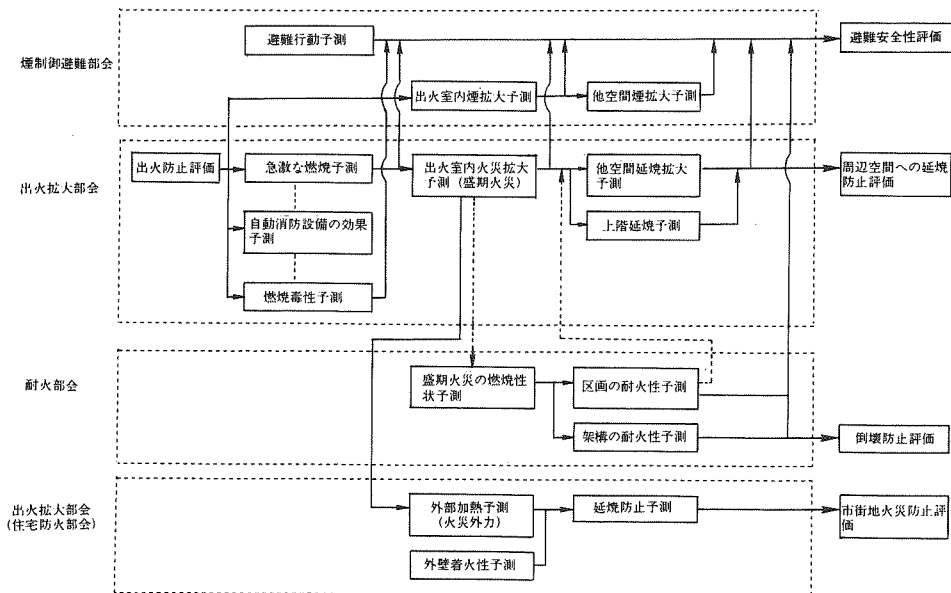 煙制御避難部会
避難行動予測
避難安全性評価
出火室内煙拡大予測
他空間煙拡大予測
出火拡大部会
出火防止評価
急激な燃焼予測
出火室内火災拡大
予測(盛期火災)
他空間延焼拡大予
測
周辺空間への延焼
防止評価
自動消防設備の効果
予測
上階延焼予測
燃焼毒性予測
耐火部会
盛期火災の燃焼性
状予測
区画の耐火性予測
架構の耐火性予測
倒壊防止評価
出火拡大部会
(住宅防火部会)
外部加熱予測
(火災外力)
延焼防止予測
市街地火災防止評
価
外壁着火性予測